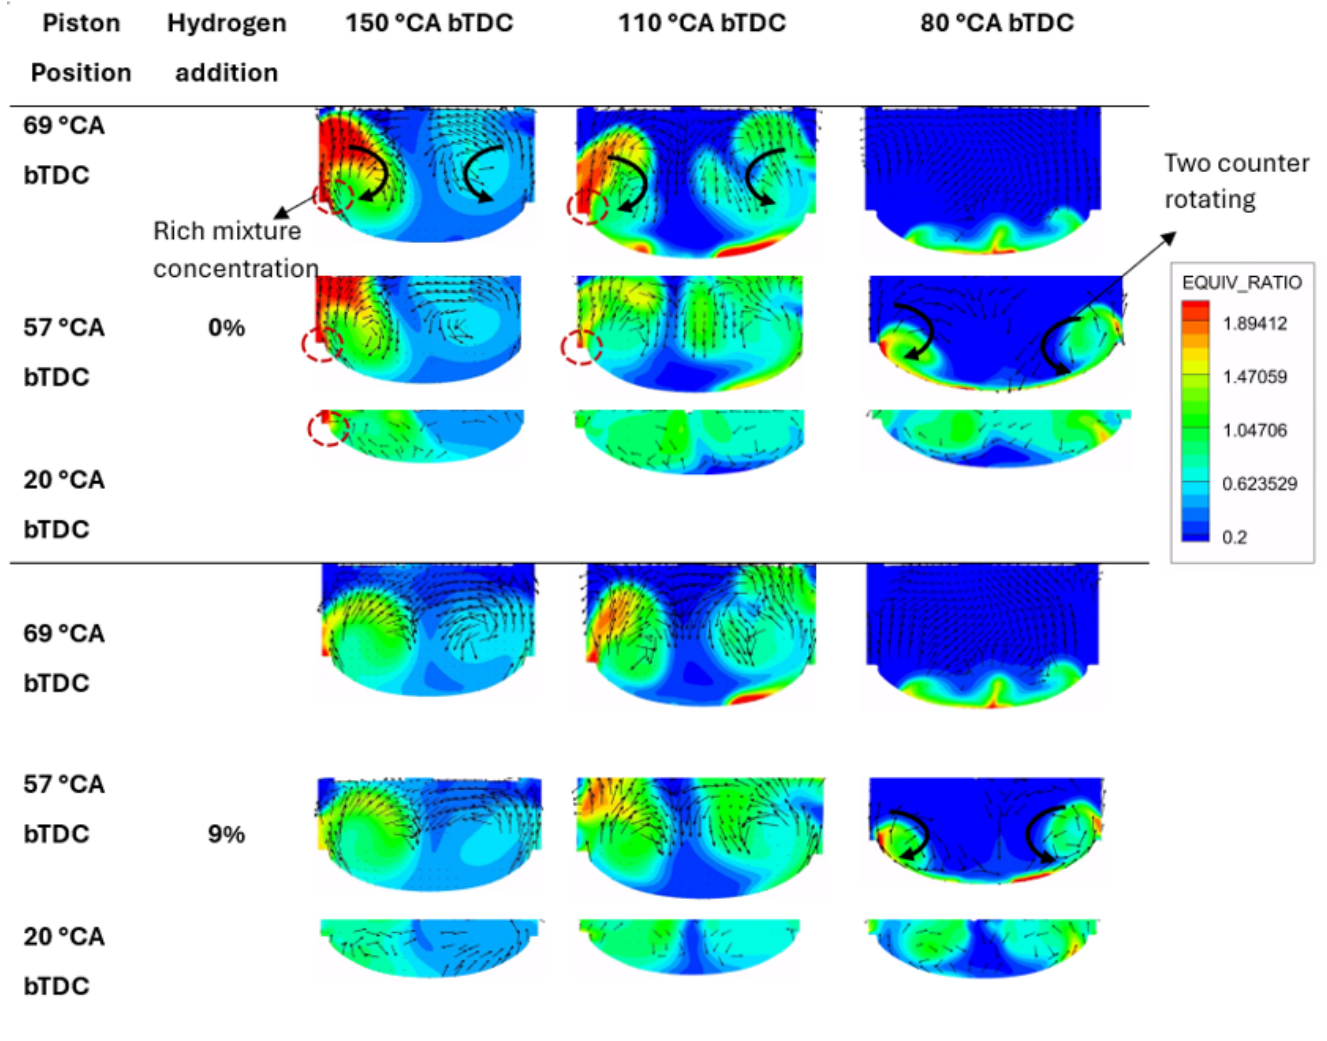 Piston Hydrogen 150 °CA bTDC 110 °CA bTDC 80 °CA bTDC
Position addition
69 °CA
bTDC
Two counter
rotating
Rich mixture
concentration
57 °CA 0%
bTDC
EQUIV_RATIO
1.89412
1.47059
1.04706
0.623529
0.2
20 °CA
bTDC
69 °CA
bTDC
57 °CA
bTDC 9%
20 °CA
bTDC